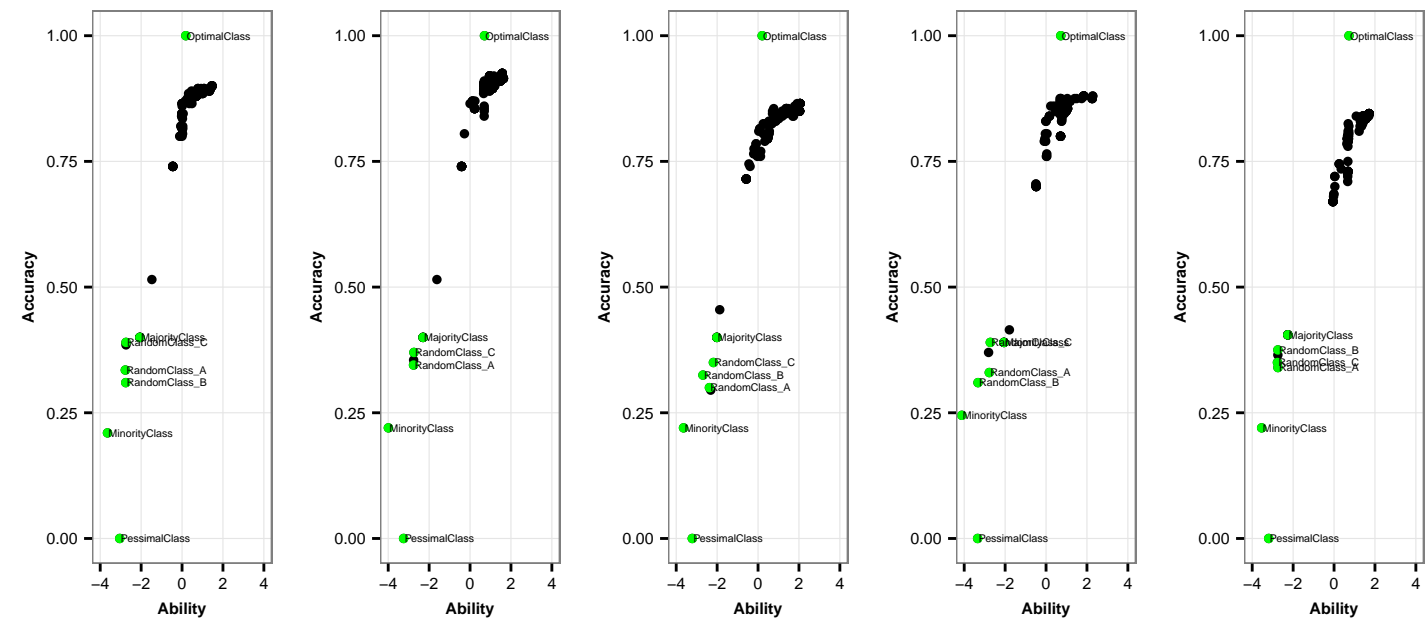 1.00
0.75
0.50
0.25
0.00
Accuracy
OptimalClass
MajorityClass
RandomClass_C
RandomClass_A
RandomClass_B
MinorityClass
PessimalClass
−4 −2 0 2 4
Ability
1.00
0.75
0.50
0.25
0.00
Accuracy
OptimalClass
MajorityClass
RandomClass_C
RandomClass_A
MinorityClass
PessimalClass
−4 −2 0 2 4
Ability
1.00
0.75
0.50
0.25
0.00
Accuracy
OptimalClass
MajorityClass
RandomClass_C
RandomClass_B
RandomClass_A
MinorityClass
PessimalClass
−4 −2 0 2 4
Ability
1.00
0.75
0.50
0.25
0.00
Accuracy
OptimalClass
RandomClass_A
RandomClass_B
MinorityClass
PessimalClass
−4 −2 0 2 4
Ability
1.00
0.75
0.50
0.25
0.00
Accuracy
OptimalClass
MajorityClass
RandomClass_B
RandomClass_C
RandomClass_A
MinorityClass
PessimalClass
−4 −2 0 2 4
Ability